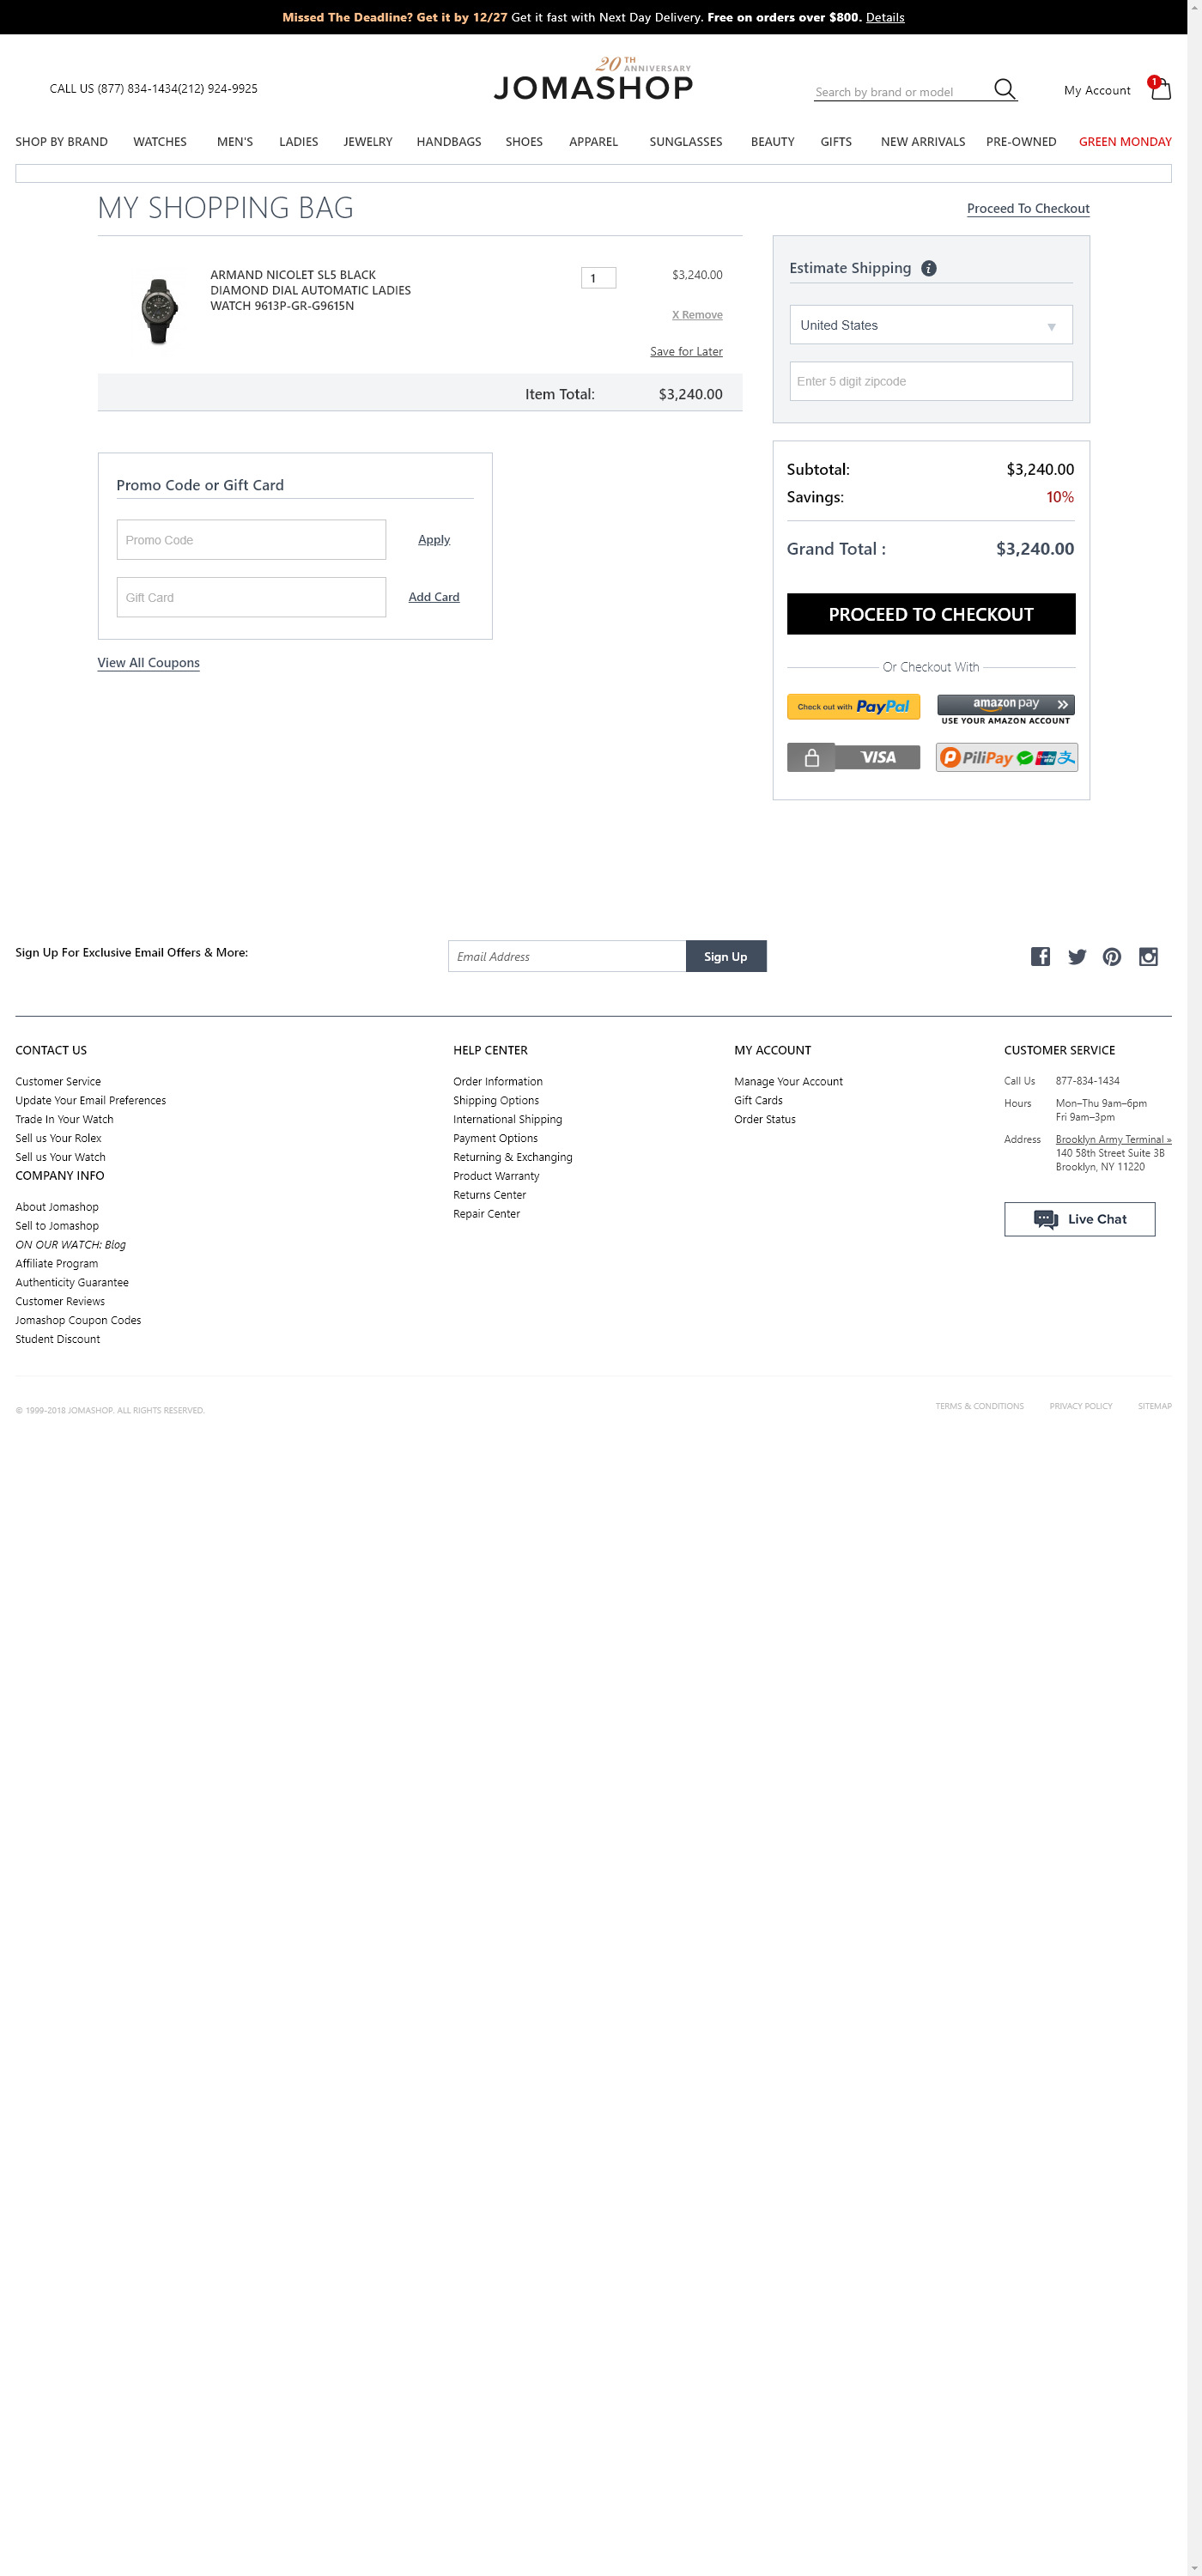 Missed The Deadline? Get it by 12/27 Get it fast with Next Day Delivery. Free on orders over $800. Details
CALL US (877) 834-1434(212) 924-9925
20TH ANNIVERSARY
JOMASHOP
Search by brand or model
My Account
1
SHOP BY BRAND WATCHES MEN'S LADIES JEWELRY HANDBAGS SHOES APPAREL SUNGLASSES BEAUTY GIFTS NEW ARRIVALS PRE-OWNED GREEN MONDAY
MY SHOPPING BAG
Proceed To Checkout
ARMAND NICOLET SL5 BLACK
DIAMOND DIAL AUTOMATIC LADIES
WATCH 9613P-GR-G9615N
1
$3,240.00
X Remove
Save for Later
Item Total: $3,240.00
Promo Code or Gift Card
Promo Code
Apply
Gift Card
Add Card
View All Coupons
Estimate Shipping i
United States
Enter 5 digit zipcode
Subtotal: $3,240.00
Savings: 10%
Grand Total : $3,240.00
PROCEED TO CHECKOUT
Or Checkout With
Check out with PayPal
amazon pay
USE YOUR AMAZON ACCOUNT
VISA
PiliPay 支
Sign Up For Exclusive Email Offers & More:
Email Address
Sign Up
CONTACT US
Customer Service
Update Your Email Preferences
Trade In Your Watch
Sell us Your Rolex
Sell us Your Watch
COMPANY INFO
About Jomashop
Sell to Jomashop
ON OUR WATCH: Blog
Affiliate Program
Authenticity Guarantee
Customer Reviews
Jomashop Coupon Codes
Student Discount
HELP CENTER
Order Information
Shipping Options
International Shipping
Payment Options
Returning & Exchanging
Product Warranty
Returns Center
Repair Center
MY ACCOUNT
Manage Your Account
Gift Cards
Order Status
CUSTOMER SERVICE
Call Us 877-834-1434
Hours Mon–Thu 9am–6pm
Fri 9am–3pm
Address Brooklyn Army Terminal »
140 58th Street Suite 3B
Brooklyn, NY 11220
Live Chat
© 1999-2018 JOMASHOP. ALL RIGHTS RESERVED.
TERMS & CONDITIONS PRIVACY POLICY SITEMAP